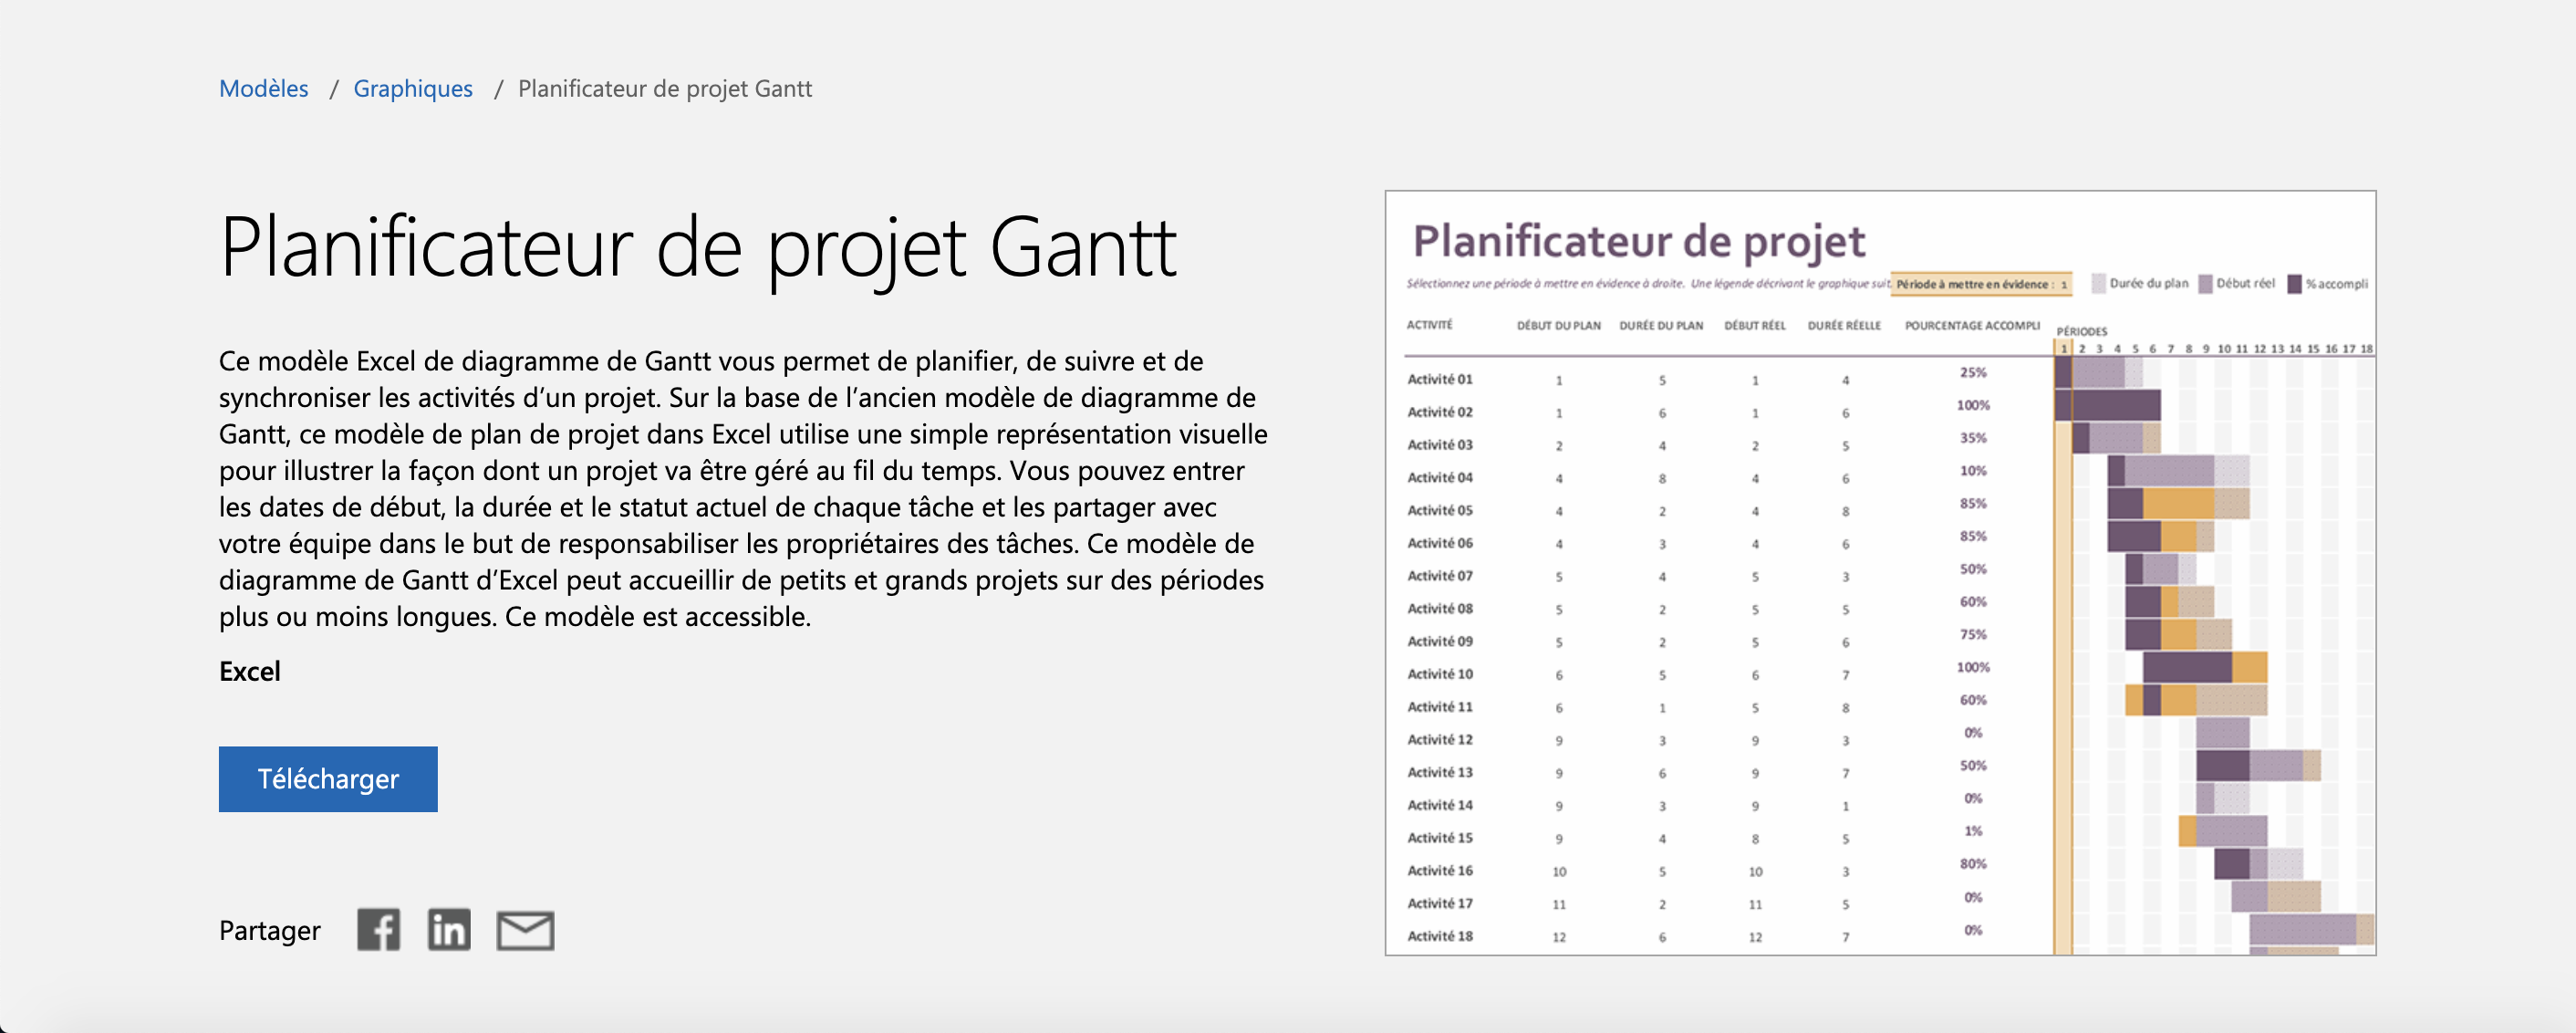 Modèles / Graphiques / Planificateur de projet Gantt
Planificateur de projet Gantt
Ce modèle Excel de diagramme de Gantt vous permet de planifier, de suivre et de
synchroniser les activités d’un projet. Sur la base de l’ancien modèle de diagramme de
Gantt, ce modèle de plan de projet dans Excel utilise une simple représentation visuelle
pour illustrer la façon dont un projet va être géré au fil du temps. Vous pouvez entrer
les dates de début, la durée et le statut actuel de chaque tâche et les partager avec
votre équipe dans le but de responsabiliser les propriétaires des tâches. Ce modèle de
diagramme de Gantt d’Excel peut accueillir de petits et grands projets sur des périodes
plus ou moins longues. Ce modèle est accessible.
Excel
Télécharger
Partager
Planificateur de projet
Sélectionnez une période à mettre en évidence à droite. Une légende décrivant le graphique suit. Période à mettre en évidence : 1 Durée du plan Début réel % accompli
ACTIVITÉ DÉBUT DU PLAN DURÉE DU PLAN DÉBUT RÉEL DURÉE RÉELLE POURCENTAGE ACCOMPLI PÉRIODES
1 2 3 4 5 6 7 8 9 10 11 12 13 14 15 16 17 18
Activité 01 1 5 1 4 25%
Activité 02 1 6 1 6 100%
Activité 03 2 4 2 5 35%
Activité 04 4 8 4 6 10%
Activité 05 4 2 4 8 85%
Activité 06 4 3 4 6 85%
Activité 07 5 4 5 3 50%
Activité 08 5 2 5 5 60%
Activité 09 5 2 5 6 75%
Activité 10 6 5 6 7 100%
Activité 11 6 1 5 8 60%
Activité 12 9 3 9 3 0%
Activité 13 9 6 9 7 50%
Activité 14 9 3 9 1 0%
Activité 15 9 4 8 5 1%
Activité 16 10 5 10 3 80%
Activité 17 11 2 11 5 0%
Activité 18 12 6 12 7 0%